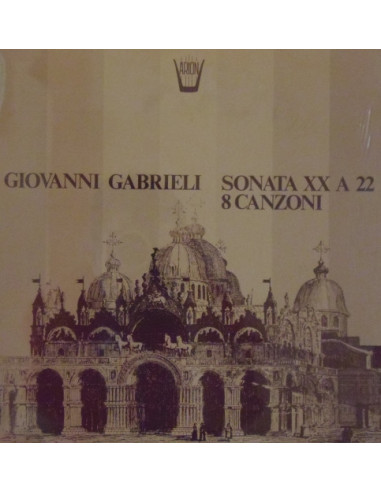 ARION
GIOVANNI GABRIELI SONATA XX A 22
8 CANZONI